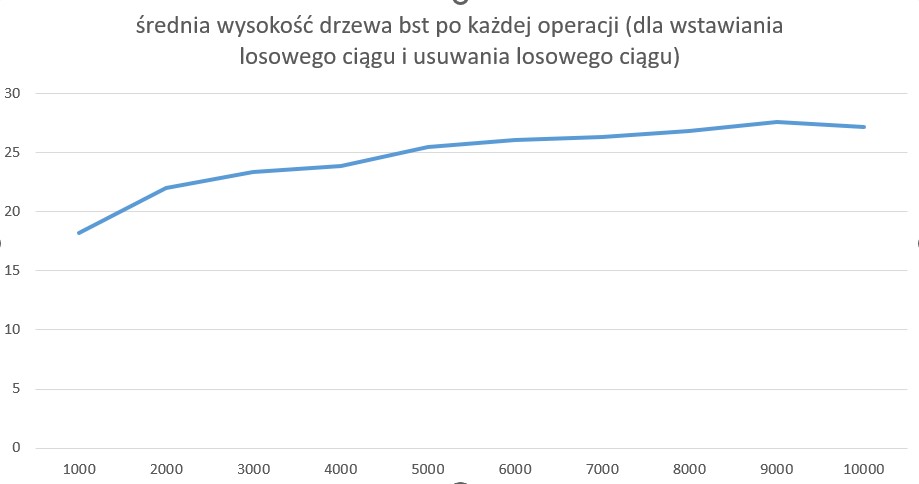 średnia wysokość drzewa bst po każdej operacji (dla wstawiania
losowego ciągu i usuwania losowego ciągu)
30
25
20
15
10
5
0
1000 2000 3000 4000 5000 6000 7000 8000 9000 10000